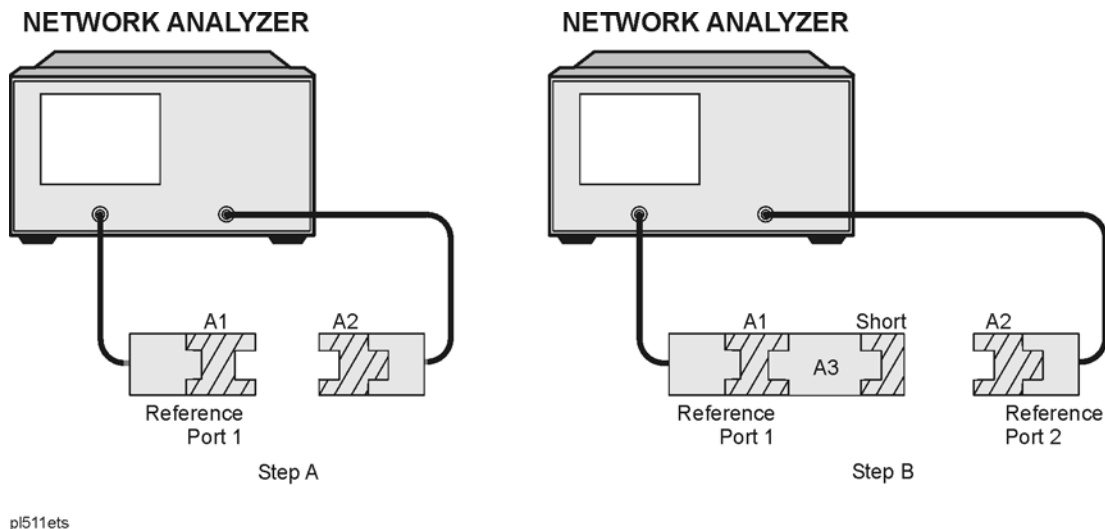 NETWORK ANALYZER
A1
A2
Reference
Port 1
Step A
NETWORK ANALYZER
A1
Short
A2
A3
Reference
Port 1
Reference
Port 2
Step B
pl511ets